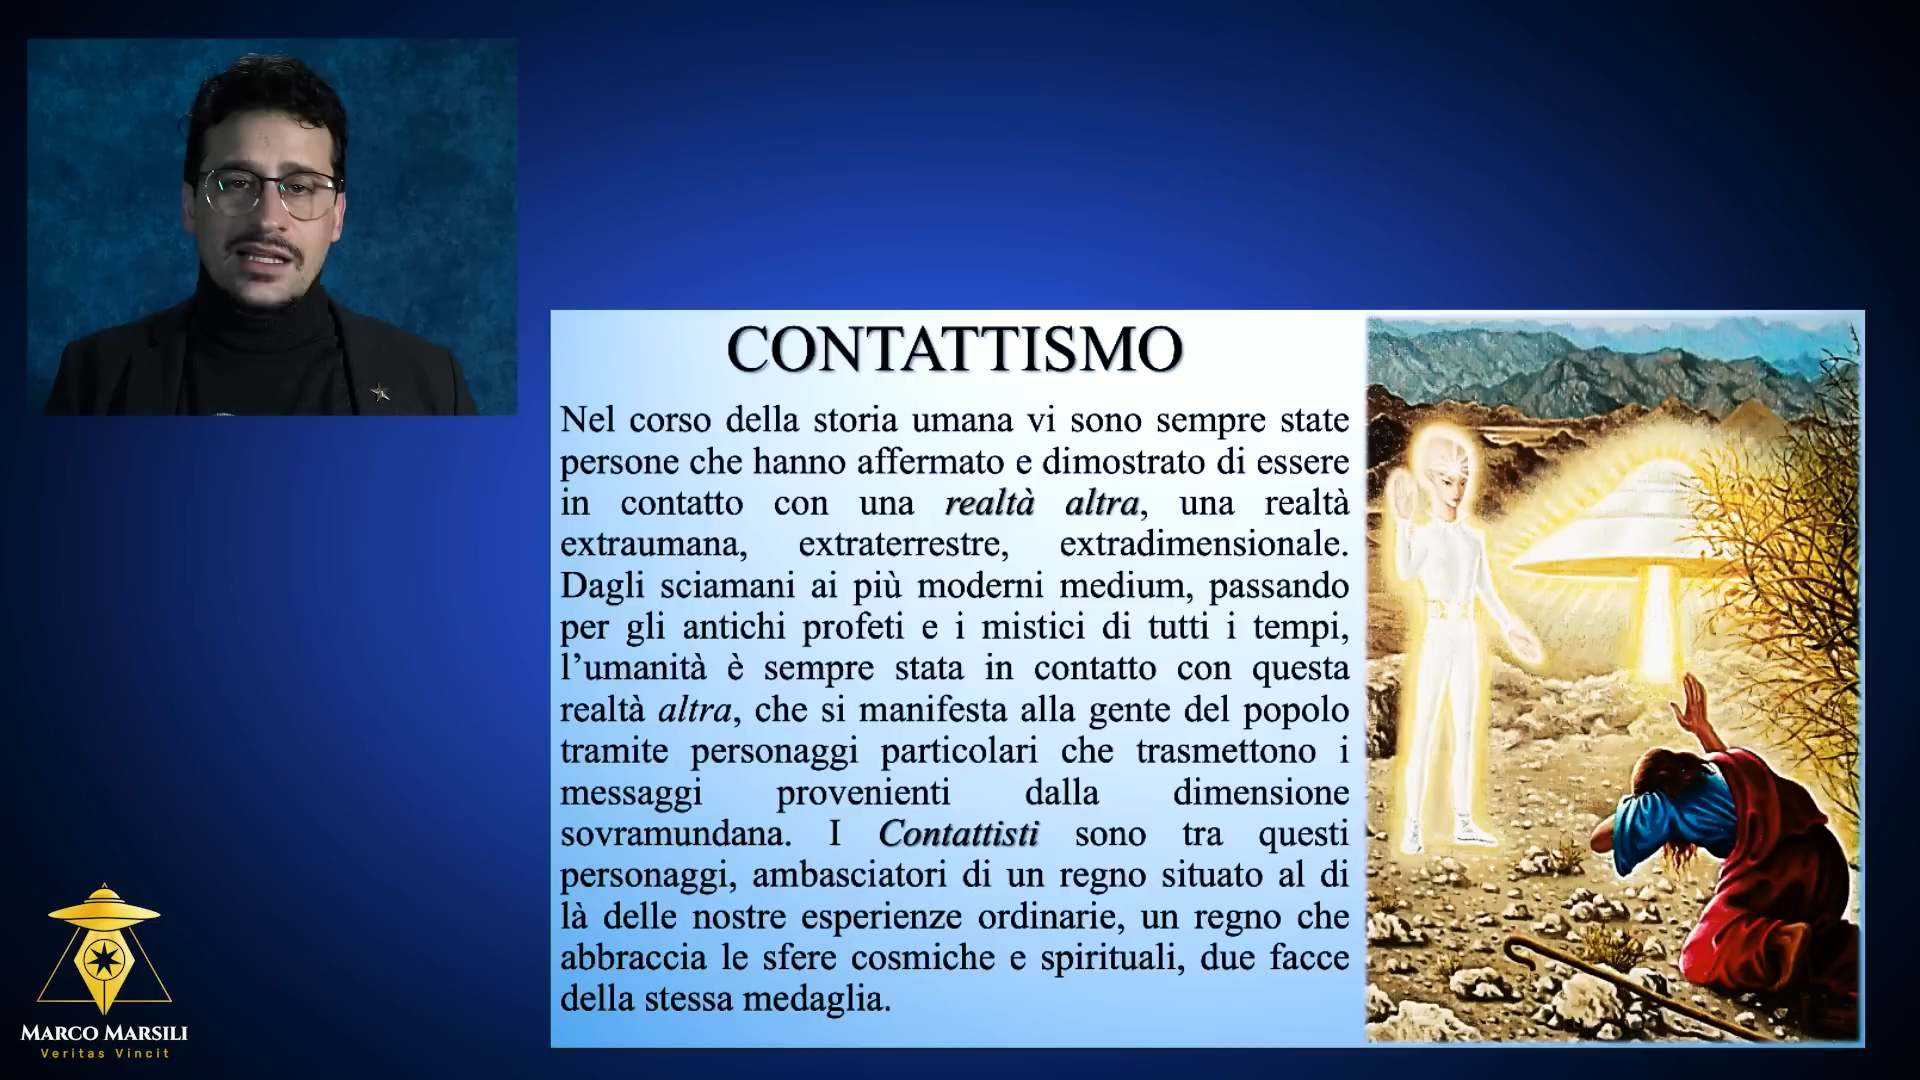 CONTATTISMO
Nel corso della storia umana vi sono sempre state
persone che hanno affermato e dimostrato di essere
in contatto con una realtà altra, una realtà
extraumana, extraterrestre, extradimensionale.
Dagli sciamani ai più moderni medium, passando
per gli antichi profeti e i mistici di tutti i tempi,
l’umanità è sempre stata in contatto con questa
realtà altra, che si manifesta alla gente del popolo
tramite personaggi particolari che trasmettono i
messaggi provenienti dalla dimensione
sovramundana. I Contattisti sono tra questi
personaggi, ambasciatori di un regno situato al di
là delle nostre esperienze ordinarie, un regno che
abbraccia le sfere cosmiche e spirituali, due facce
della stessa medaglia.
MARCO MARSILI
Veritas Vincit